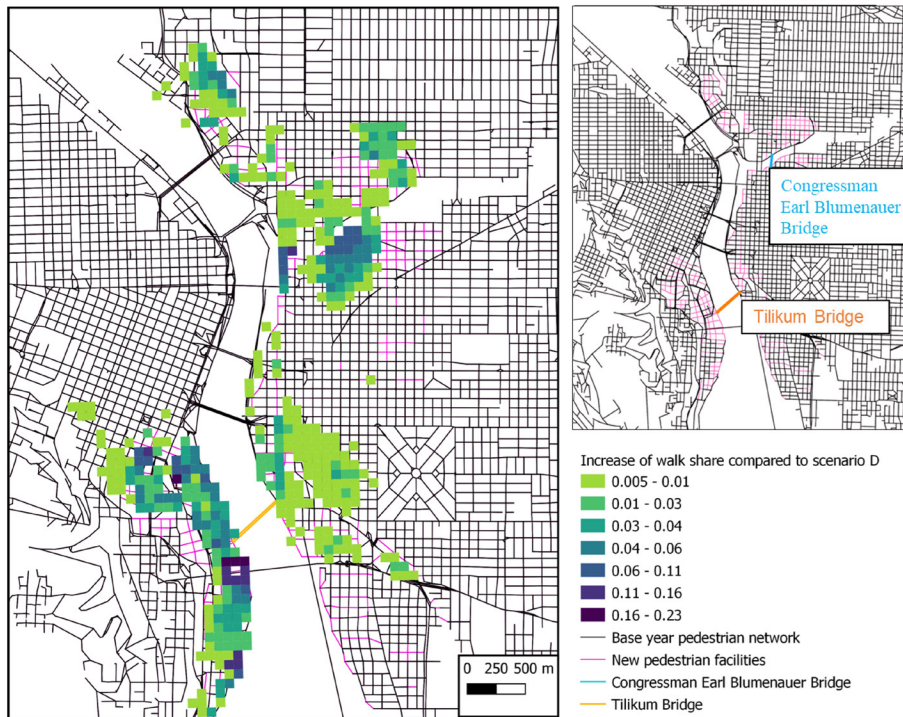 Congressman
Earl Blumenauer
Bridge
Tilikum Bridge
Increase of walk share compared to scenario D
0.005 - 0.01
0.01 - 0.03
0.03 - 0.04
0.04 - 0.06
0.06 - 0.11
0.11 - 0.16
0.16 - 0.23
Base year pedestrian network
New pedestrian facilities
Congressman Earl Blumenauer Bridge
Tilikum Bridge
0 250 500 m